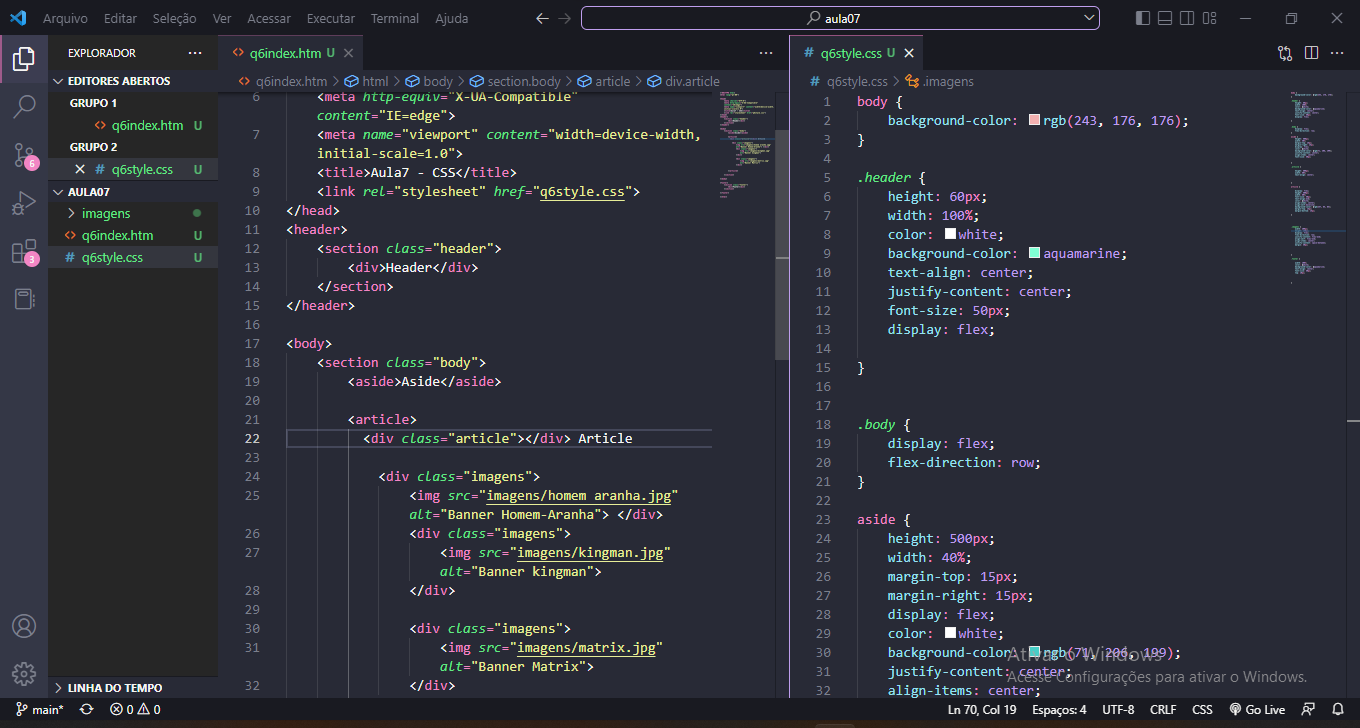 Arquivo Editar Seleção Ver Acessar Executar Terminal Ajuda
aula07
EXPLORADOR
EDITORES ABERTOS
GRUPO 1
q6index.htm U
GRUPO 2
q6style.css U
AULA07
imagens
q6index.htm U
q6style.css U
6
3
LINHA DO TEMPO
q6index.htm U
q6index.htm > html > body > section.body > article > div.article
6 <meta http-equiv="X-UA-Compatible"
content="IE=edge">
7 <meta name="viewport" content="width=device-width,
initial-scale=1.0">
8 <title>Aula7 - CSS</title>
9 <link rel="stylesheet" href="q6style.css">
10 </head>
11 <header>
12 <section class="header">
13 <div>Header</div>
14 </section>
15 </header>
16
17 <body>
18 <section class="body">
19 <aside>Aside</aside>
20
21 <article>
22 <div class="article"></div> Article
23
24 <div class="imagens">
25 <img src="imagens/homem aranha.jpg"
alt="Banner Homem-Aranha"> </div>
26 <div class="imagens">
27 <img src="imagens/kingman.jpg"
alt="Banner kingman">
28 </div>
29
30 <div class="imagens">
31 <img src="imagens/matrix.jpg"
alt="Banner Matrix">
32 </div>
q6style.css U
q6style.css > .imagens
1 body {
2 background-color: rgb(243, 176, 176);
3 }
4
5 .header {
6 height: 60px;
7 width: 100%;
8 color: white;
9 background-color: aquamarine;
10 text-align: center;
11 justify-content: center;
12 font-size: 50px;
13 display: flex;
14
15 }
16
17
18 .body {
19 display: flex;
20 flex-direction: row;
21 }
22
23 aside {
24 height: 500px;
25 width: 40%;
26 margin-top: 15px;
27 margin-right: 15px;
28 display: flex;
29 color: white;
30 background-color: rgb(71, 206, 199);
31 justify-content: center;
32 align-items: center;
Ativar o Windows
Acesse Configurações para ativar o Windows.
main* 0 0
Ln 70, Col 19 Espaços: 4 UTF-8 CRLF CSS Go Live